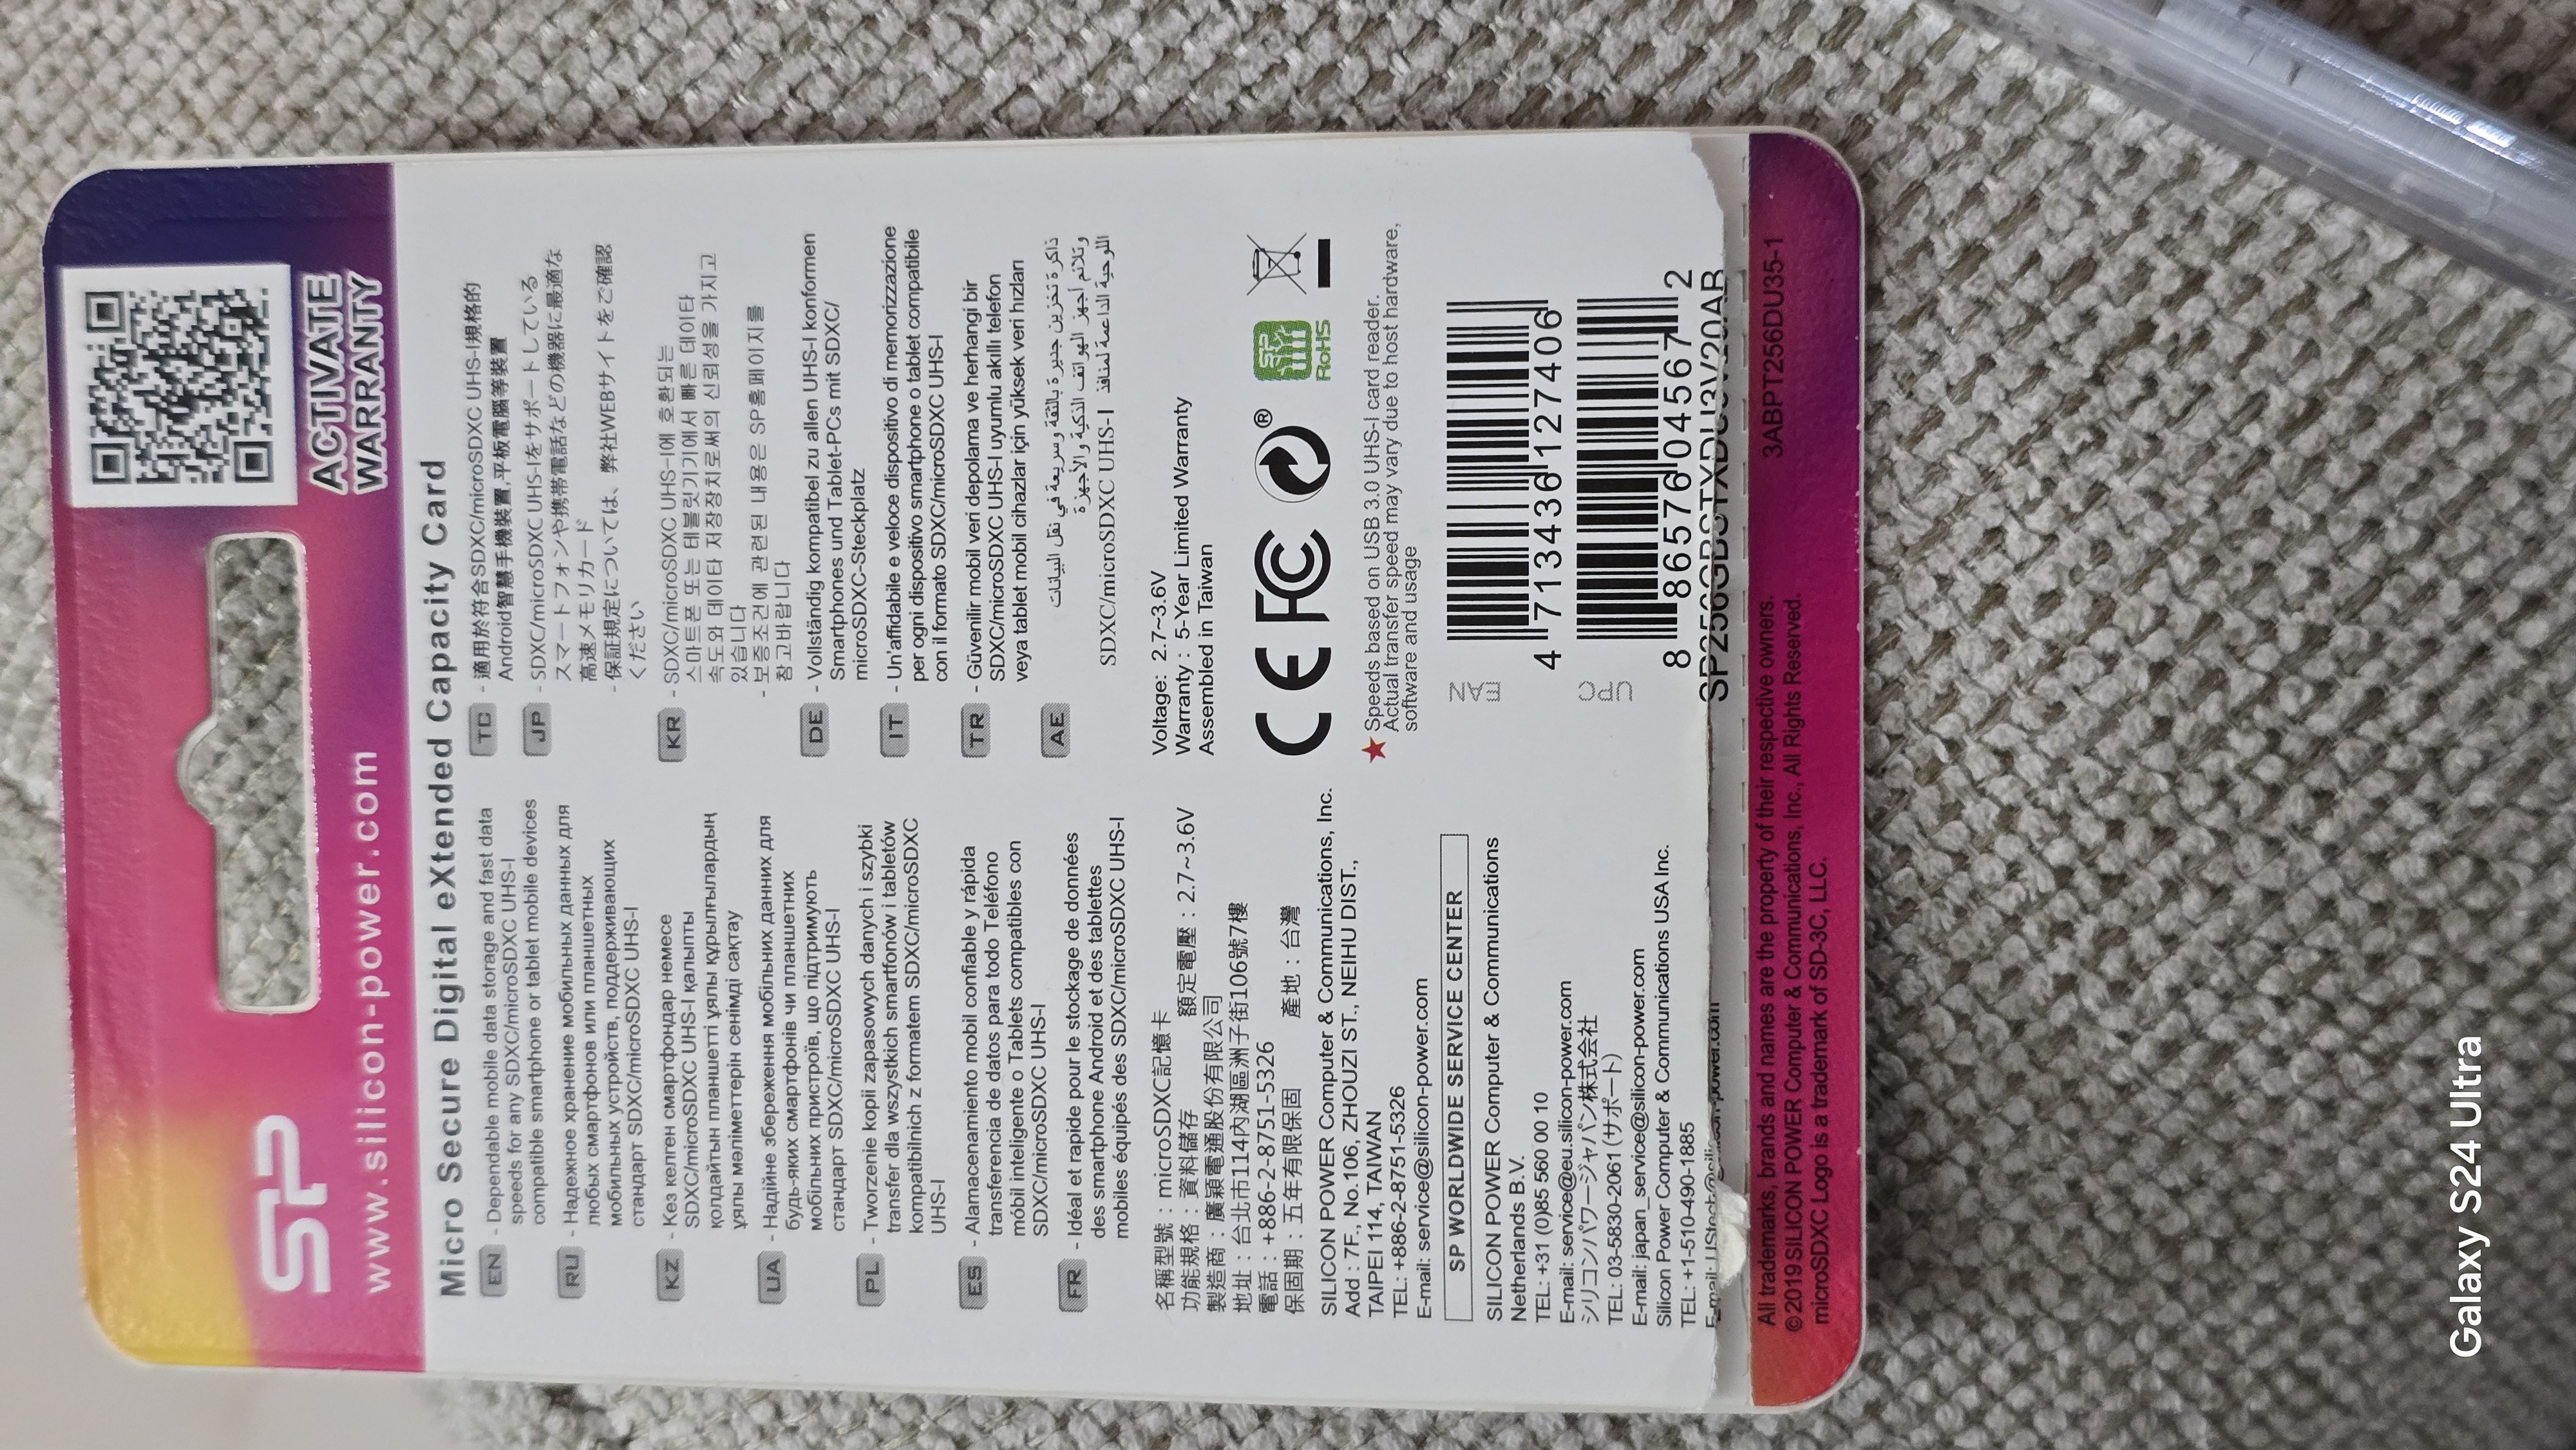 SP
www.silicon-power.com
ACTIVATE
WARRANTY
Micro Secure Digital eXtended Capacity Card
EN - Dependable mobile data storage and fast data
speeds for any SDXC/microSDXC UHS-I
compatible smartphone or tablet mobile devices
RU - Надежное хранение мобильных данных для
любых смартфонов или планшетных
мобильных устройств, поддерживающих
стандарт SDXC/microSDXC UHS-I
KZ - Кез келген смартфондар немесе
SDXC/microSDXC UHS-I қалыпты
қолдайтын планшетті ұялы құрылғылардың
ұялы мәліметтерін сенімді сақтау
UA - Надійне збереження мобільних данних для
будь-яких смартфонів чи планшетних
мобільних пристроїв, що підтримують
стандарт SDXC/microSDXC UHS-I
PL - Tworzenie kopii zapasowych danych i szybki
transfer dla wszystkich smartfonów i tabletów
kompatibilnich z formatem SDXC/microSDXC
UHS-I
ES - Alamacenamiento mobil confiable y rápida
transferencia de datos para todo Teléfono
móbil inteligente o Tablets compatibles con
SDXC/microSDXC UHS-I
FR - Idéal et rapide pour le stockage de données
des smartphone Android et des tablettes
mobiles équipés des SDXC/microSDXC UHS-I
名稱型號：microSDXC記憶卡
功能規格：資料儲存 額定電壓：2.7~3.6V
製造商：廣穎電通股份有限公司
地址：台北市114內湖區洲子街106號7樓
電話：+886-2-8751-5326
保固期：五年有限保固 產地：台灣
SILICON POWER Computer & Communications, Inc.
Add : 7F., No.106, ZHOUZI ST., NEIHU DIST.,
TAIPEI 114, TAIWAN
TEL: +886-2-8751-5326
E-mail: service@silicon-power.com
SP WORLDWIDE SERVICE CENTER
SILICON POWER Computer & Communications
Netherlands B.V.
TEL: +31 (0)85 560 00 10
E-mail: service@eu.silicon-power.com
シリコンパワージャパン株式会社
TEL: 03-5830-2061 (サポート)
E-mail: japan_service@silicon-power.com
Silicon Power Computer & Communications USA Inc.
TEL: +1-510-490-1885
TC - 適用於符合SDXC/microSDXC UHS-I規格的
Android智慧手機裝置,平板電腦等裝置
JP - SDXC/microSDXC UHS-Iをサポートしている
スマートフォンや携帯電話などの機器に最適な
高速メモリカード
- 保証規定については、弊社WEBサイトをご確認
ください
KR - SDXC/microSDXC UHS-I에 호환되는
스마트폰 또는 태블릿기기에서 빠른 데이타
속도와 데이타 저장장치로써의 신뢰성을 가지고
있습니다
- 보증조건에 관련된 내용은 SP홈페이지를
참고바랍니다
DE - Vollständig kompatibel zu allen UHS-I konformen
Smartphones und Tablet-PCs mit SDXC/
microSDXC-Steckplatz
IT - Un'affidabile e veloce dispositivo di memorizzazione
per ogni dispositivo smartphone o tablet compatibile
con il formato SDXC/microSDXC UHS-I
TR - Güvenilir mobil veri depolama ve herhangi bir
SDXC/microSDXC UHS-I uyumlu akıllı telefon
veya tablet mobil cihazlar için yüksek veri hızları
AE
ذاكرة تخزين جديرة بالثقة وسريعة في نقل البيانات
وتلائم اجهز الهواتف الذكية والأجهزة
اللوحية الداعمة لمنافذ SDXC/microSDXC UHS-I
Voltage: 2.7~3.6V
Warranty : 5-Year Limited Warranty
Assembled in Taiwan
CE FC ®
SP
RoHS
★ Speeds based on USB 3.0 UHS-I card reader.
Actual transfer speed may vary due to host hardware,
software and usage
EAN
4 713436 127406
UPC
8 86576 04567 2
All trademarks, brands and names are the property of their respective owners.
©2019 SILICON POWER Computer & Communications, Inc., All Rights Reserved.
microSDXC Logo is a trademark of SD-3C, LLC.
3ABPT256DU35-1
Galaxy S24 Ultra